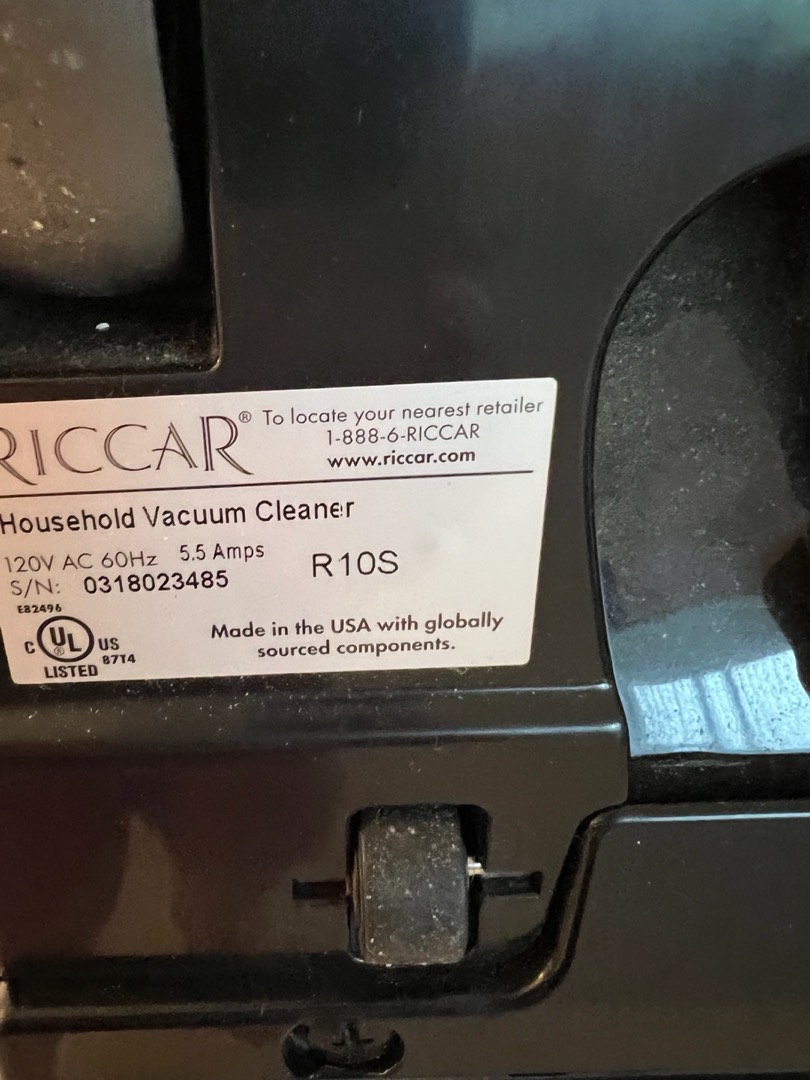 RICCAR® To locate your nearest retailer
1-888-6-RICCAR
www.riccar.com
Household Vacuum Cleaner
120V AC 60Hz 5.5 Amps R10S
S/N: 0318023485
E82496
C UL® US
87T4
LISTED
Made in the USA with globally
sourced components.